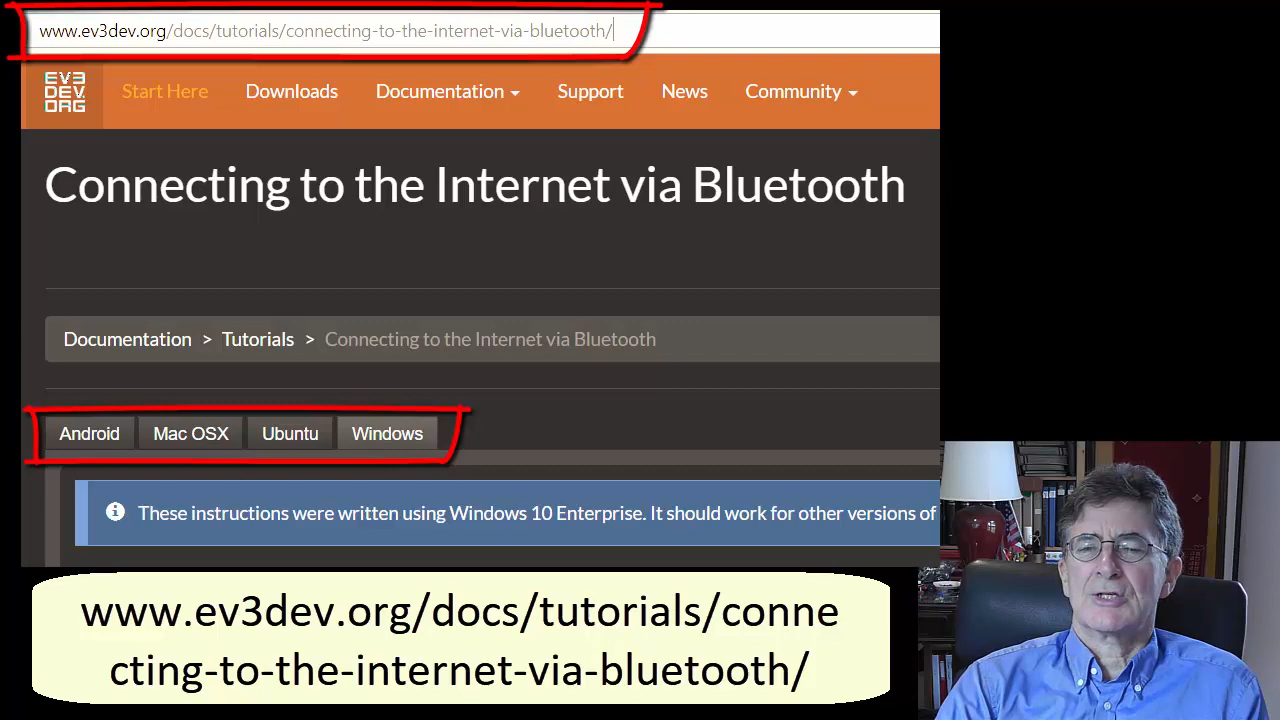 www.ev3dev.org/docs/tutorials/connecting-to-the-internet-via-bluetooth/
EV3
DEV.
ORG
Start Here Downloads Documentation Support News Community
Connecting to the Internet via Bluetooth
Documentation > Tutorials > Connecting to the Internet via Bluetooth
Android Mac OSX Ubuntu Windows
These instructions were written using Windows 10 Enterprise. It should work for other versions of
www.ev3dev.org/docs/tutorials/conne
cting-to-the-internet-via-bluetooth/